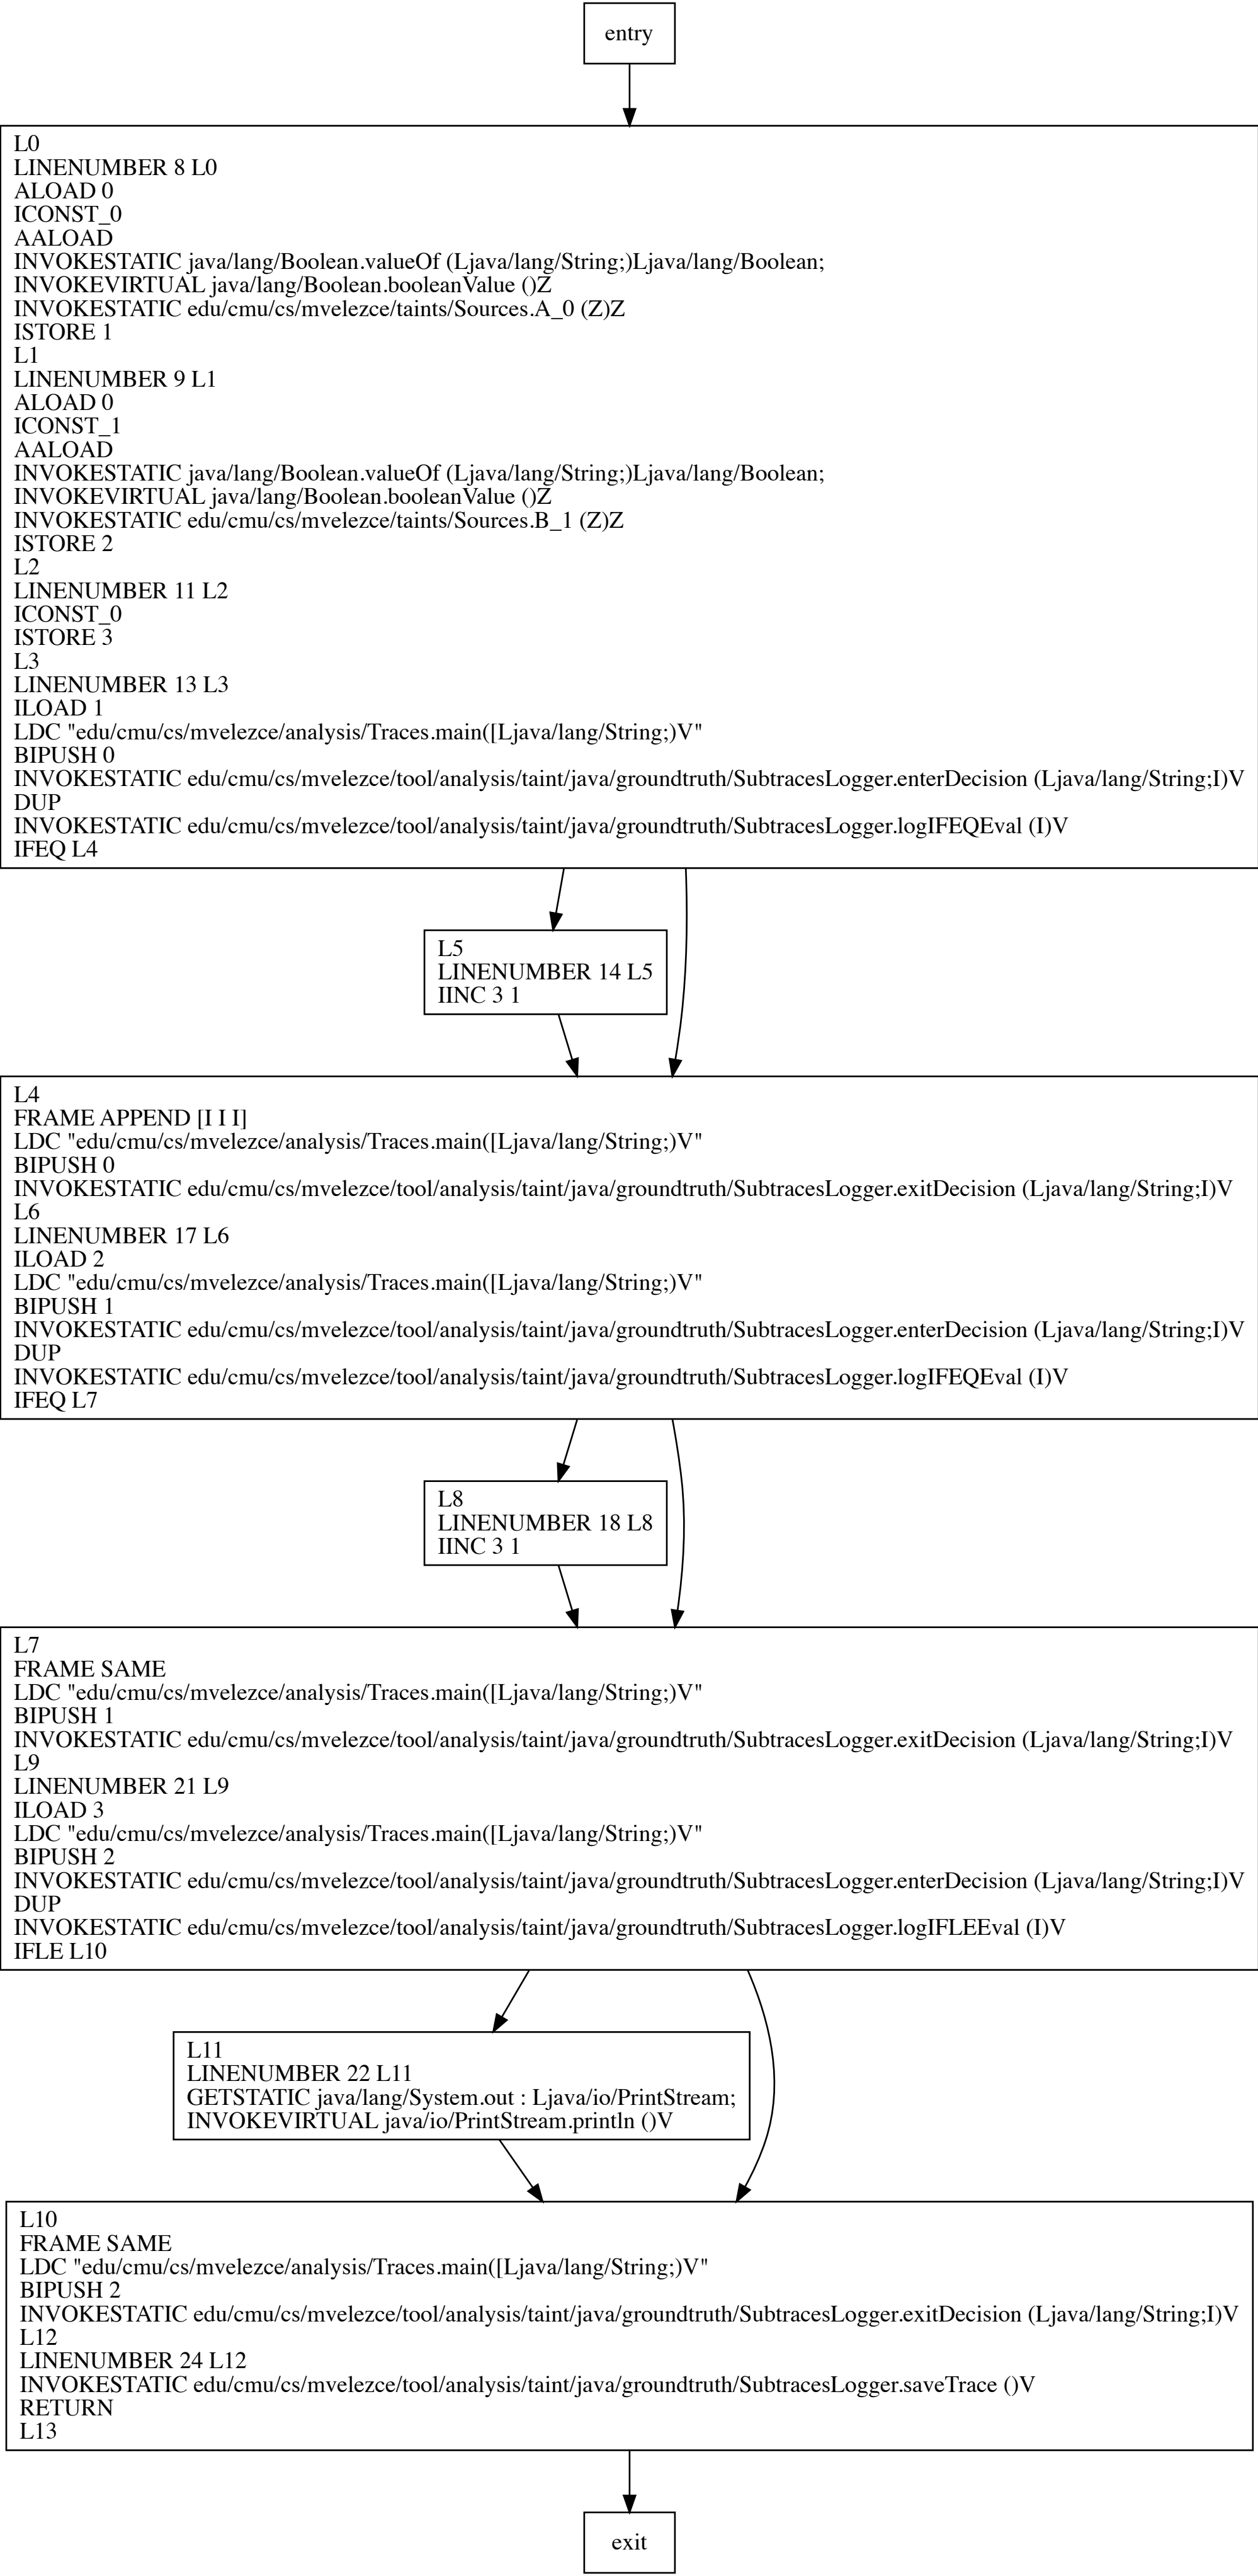 entry
L0
LINENUMBER 8 L0
ALOAD 0
ICONST_0
AALOAD
INVOKESTATIC java/lang/Boolean.valueOf (Ljava/lang/String;)Ljava/lang/Boolean;
INVOKEVIRTUAL java/lang/Boolean.booleanValue ()Z
INVOKESTATIC edu/cmu/cs/mvelezce/taints/Sources.A_0 (Z)Z
ISTORE 1
L1
LINENUMBER 9 L1
ALOAD 0
ICONST_1
AALOAD
INVOKESTATIC java/lang/Boolean.valueOf (Ljava/lang/String;)Ljava/lang/Boolean;
INVOKEVIRTUAL java/lang/Boolean.booleanValue ()Z
INVOKESTATIC edu/cmu/cs/mvelezce/taints/Sources.B_1 (Z)Z
ISTORE 2
L2
LINENUMBER 11 L2
ICONST_0
ISTORE 3
L3
LINENUMBER 13 L3
ILOAD 1
LDC "edu/cmu/cs/mvelezce/analysis/Traces.main([Ljava/lang/String;)V"
BIPUSH 0
INVOKESTATIC edu/cmu/cs/mvelezce/tool/analysis/taint/java/groundtruth/SubtracesLogger.enterDecision (Ljava/lang/String;I)V
DUP
INVOKESTATIC edu/cmu/cs/mvelezce/tool/analysis/taint/java/groundtruth/SubtracesLogger.logIFEQEval (I)V
IFEQ L4
L5
LINENUMBER 14 L5
IINC 3 1
L4
FRAME APPEND [I I I]
LDC "edu/cmu/cs/mvelezce/analysis/Traces.main([Ljava/lang/String;)V"
BIPUSH 0
INVOKESTATIC edu/cmu/cs/mvelezce/tool/analysis/taint/java/groundtruth/SubtracesLogger.exitDecision (Ljava/lang/String;I)V
L6
LINENUMBER 17 L6
ILOAD 2
LDC "edu/cmu/cs/mvelezce/analysis/Traces.main([Ljava/lang/String;)V"
BIPUSH 1
INVOKESTATIC edu/cmu/cs/mvelezce/tool/analysis/taint/java/groundtruth/SubtracesLogger.enterDecision (Ljava/lang/String;I)V
DUP
INVOKESTATIC edu/cmu/cs/mvelezce/tool/analysis/taint/java/groundtruth/SubtracesLogger.logIFEQEval (I)V
IFEQ L7
L8
LINENUMBER 18 L8
IINC 3 1
L7
FRAME SAME
LDC "edu/cmu/cs/mvelezce/analysis/Traces.main([Ljava/lang/String;)V"
BIPUSH 1
INVOKESTATIC edu/cmu/cs/mvelezce/tool/analysis/taint/java/groundtruth/SubtracesLogger.exitDecision (Ljava/lang/String;I)V
L9
LINENUMBER 21 L9
ILOAD 3
LDC "edu/cmu/cs/mvelezce/analysis/Traces.main([Ljava/lang/String;)V"
BIPUSH 2
INVOKESTATIC edu/cmu/cs/mvelezce/tool/analysis/taint/java/groundtruth/SubtracesLogger.enterDecision (Ljava/lang/String;I)V
DUP
INVOKESTATIC edu/cmu/cs/mvelezce/tool/analysis/taint/java/groundtruth/SubtracesLogger.logIFLEEval (I)V
IFLE L10
L11
LINENUMBER 22 L11
GETSTATIC java/lang/System.out : Ljava/io/PrintStream;
INVOKEVIRTUAL java/io/PrintStream.println ()V
L10
FRAME SAME
LDC "edu/cmu/cs/mvelezce/analysis/Traces.main([Ljava/lang/String;)V"
BIPUSH 2
INVOKESTATIC edu/cmu/cs/mvelezce/tool/analysis/taint/java/groundtruth/SubtracesLogger.exitDecision (Ljava/lang/String;I)V
L12
LINENUMBER 24 L12
INVOKESTATIC edu/cmu/cs/mvelezce/tool/analysis/taint/java/groundtruth/SubtracesLogger.saveTrace ()V
RETURN
L13
exit